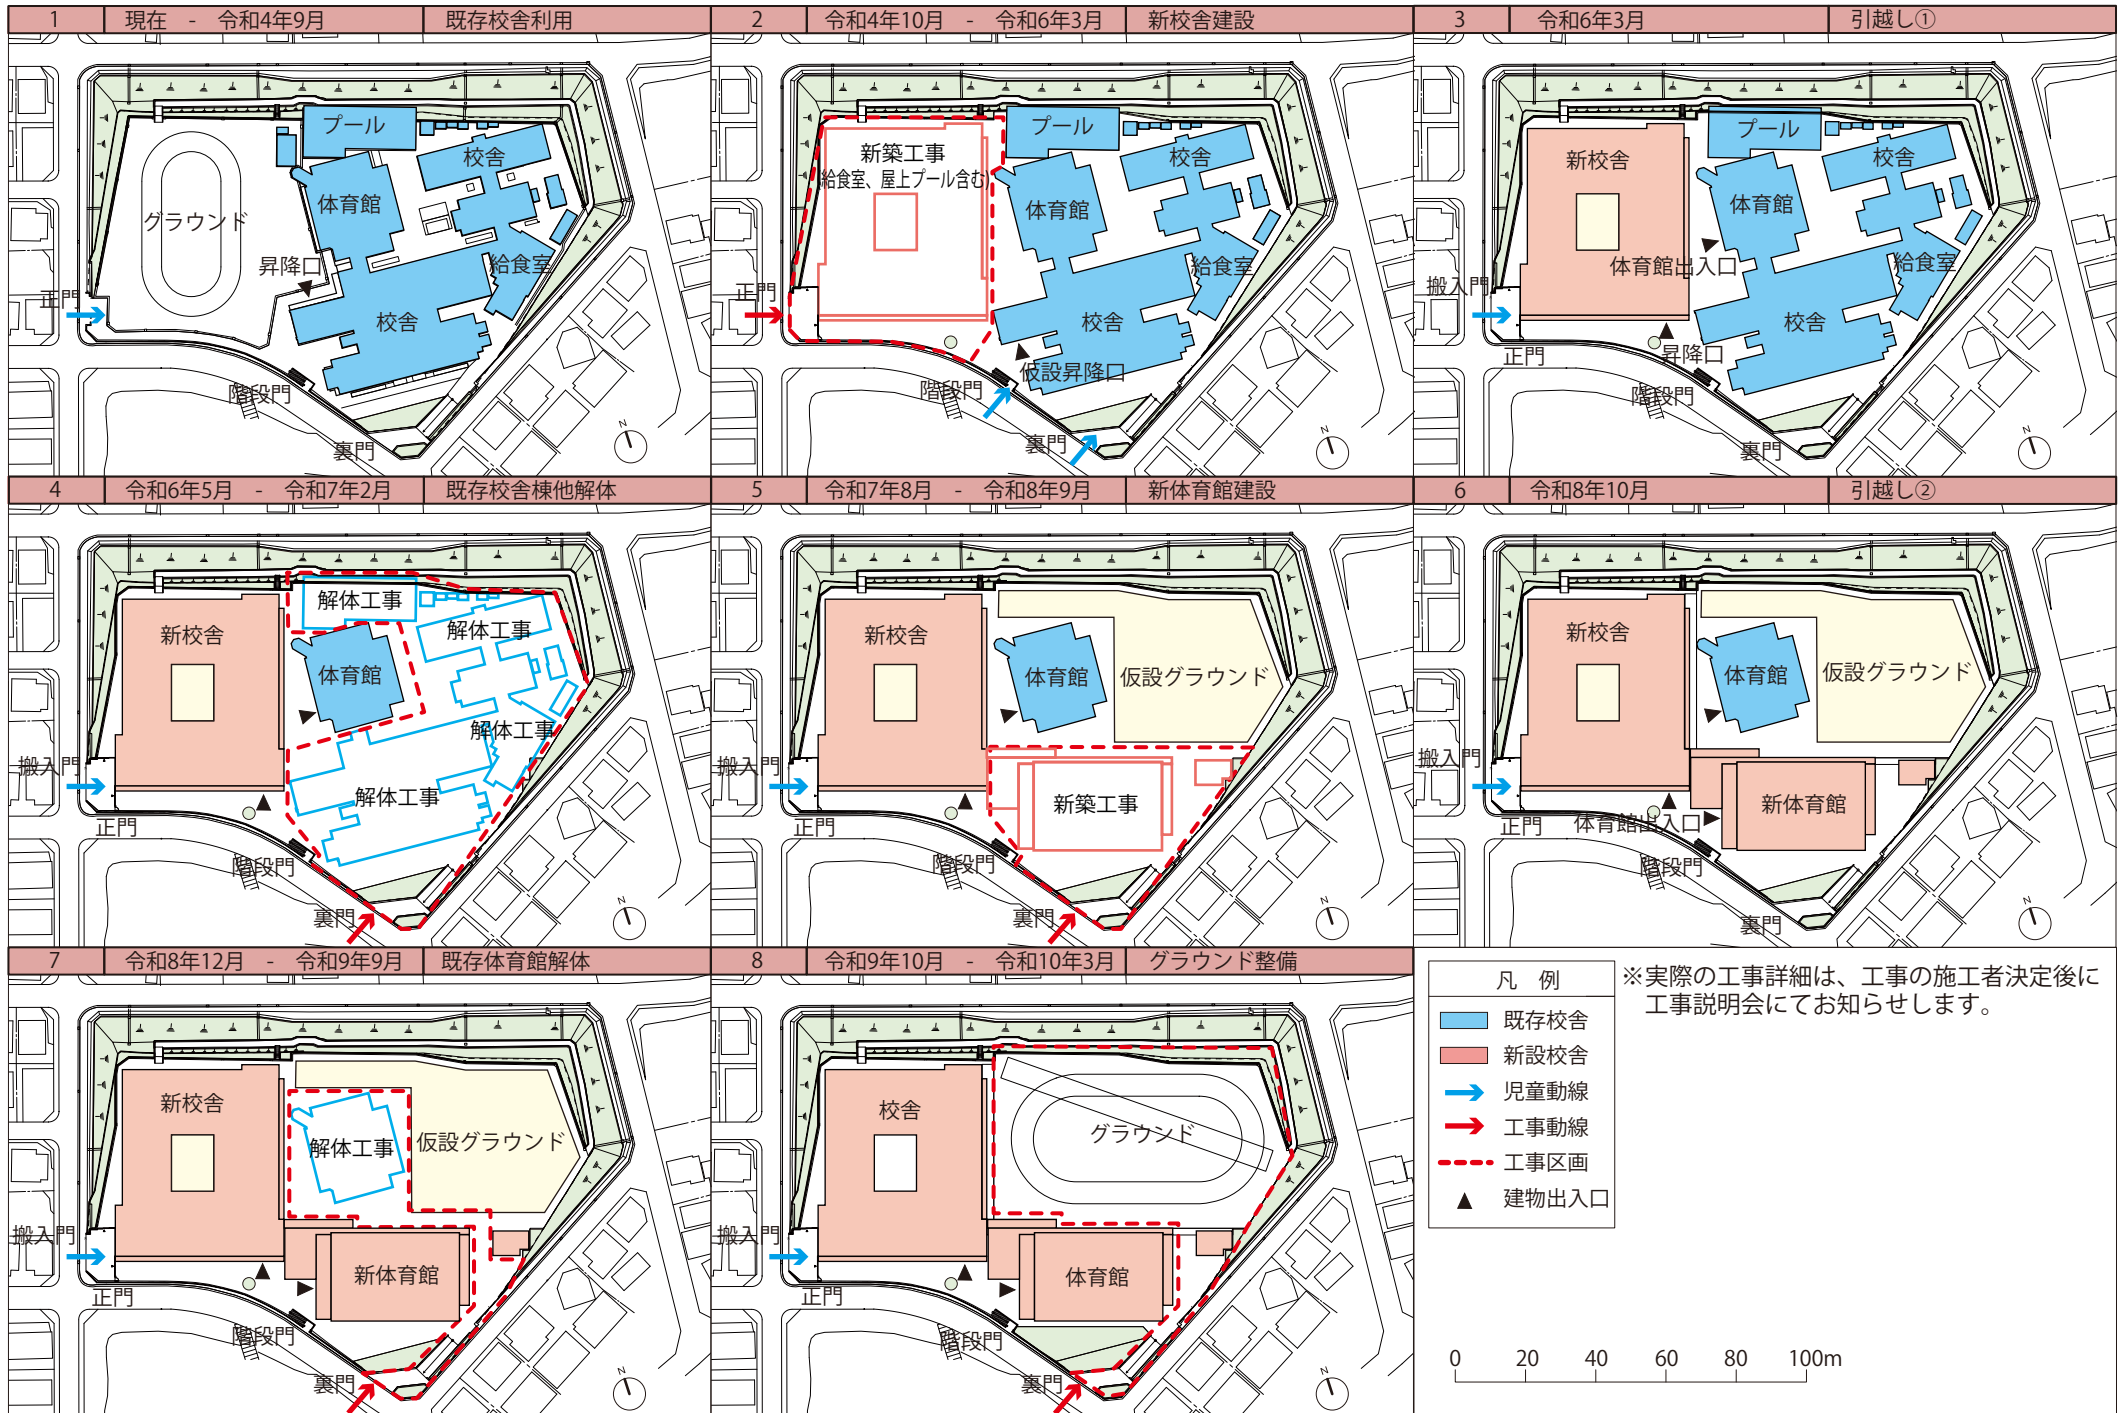 1 現在 - 令和4年9月 既存校舎利用
プール
校舎
体育館
グラウンド
昇降口
給食室
正門
校舎
階段門
裏門
N
2 令和4年10月 - 令和6年3月 新校舎建設
プール
新築工事
(給食室、屋上プール含む)
校舎
体育館
給食室
正門
校舎
仮設昇降口
階段門
裏門
N
3 令和6年3月 引越し①
プール
新校舎
校舎
体育館
体育館出入口
給食室
搬入門
校舎
正門
昇降口
階段門
裏門
N
4 令和6年5月 - 令和7年2月 既存校舎棟他解体
解体工事
新校舎
解体工事
体育館
解体工事
搬入門
解体工事
正門
階段門
裏門
N
5 令和7年8月 - 令和8年9月 新体育館建設
新校舎
体育館
仮設グラウンド
搬入門
新築工事
正門
階段門
裏門
N
6 令和8年10月 引越し②
新校舎
体育館
仮設グラウンド
搬入門
新体育館
体育館出入口
正門
階段門
裏門
N
7 令和8年12月 - 令和9年9月 既存体育館解体
新校舎
解体工事
仮設グラウンド
搬入門
新体育館
正門
階段門
裏門
N
8 令和9年10月 - 令和10年3月 グラウンド整備
校舎
グラウンド
搬入門
体育館
正門
階段門
裏門
N
凡 例
既存校舎
新設校舎
児童動線
工事動線
工事区画
建物出入口
※実際の工事詳細は、工事の施工者決定後に
工事説明会にてお知らせします。
0 20 40 60 80 100m